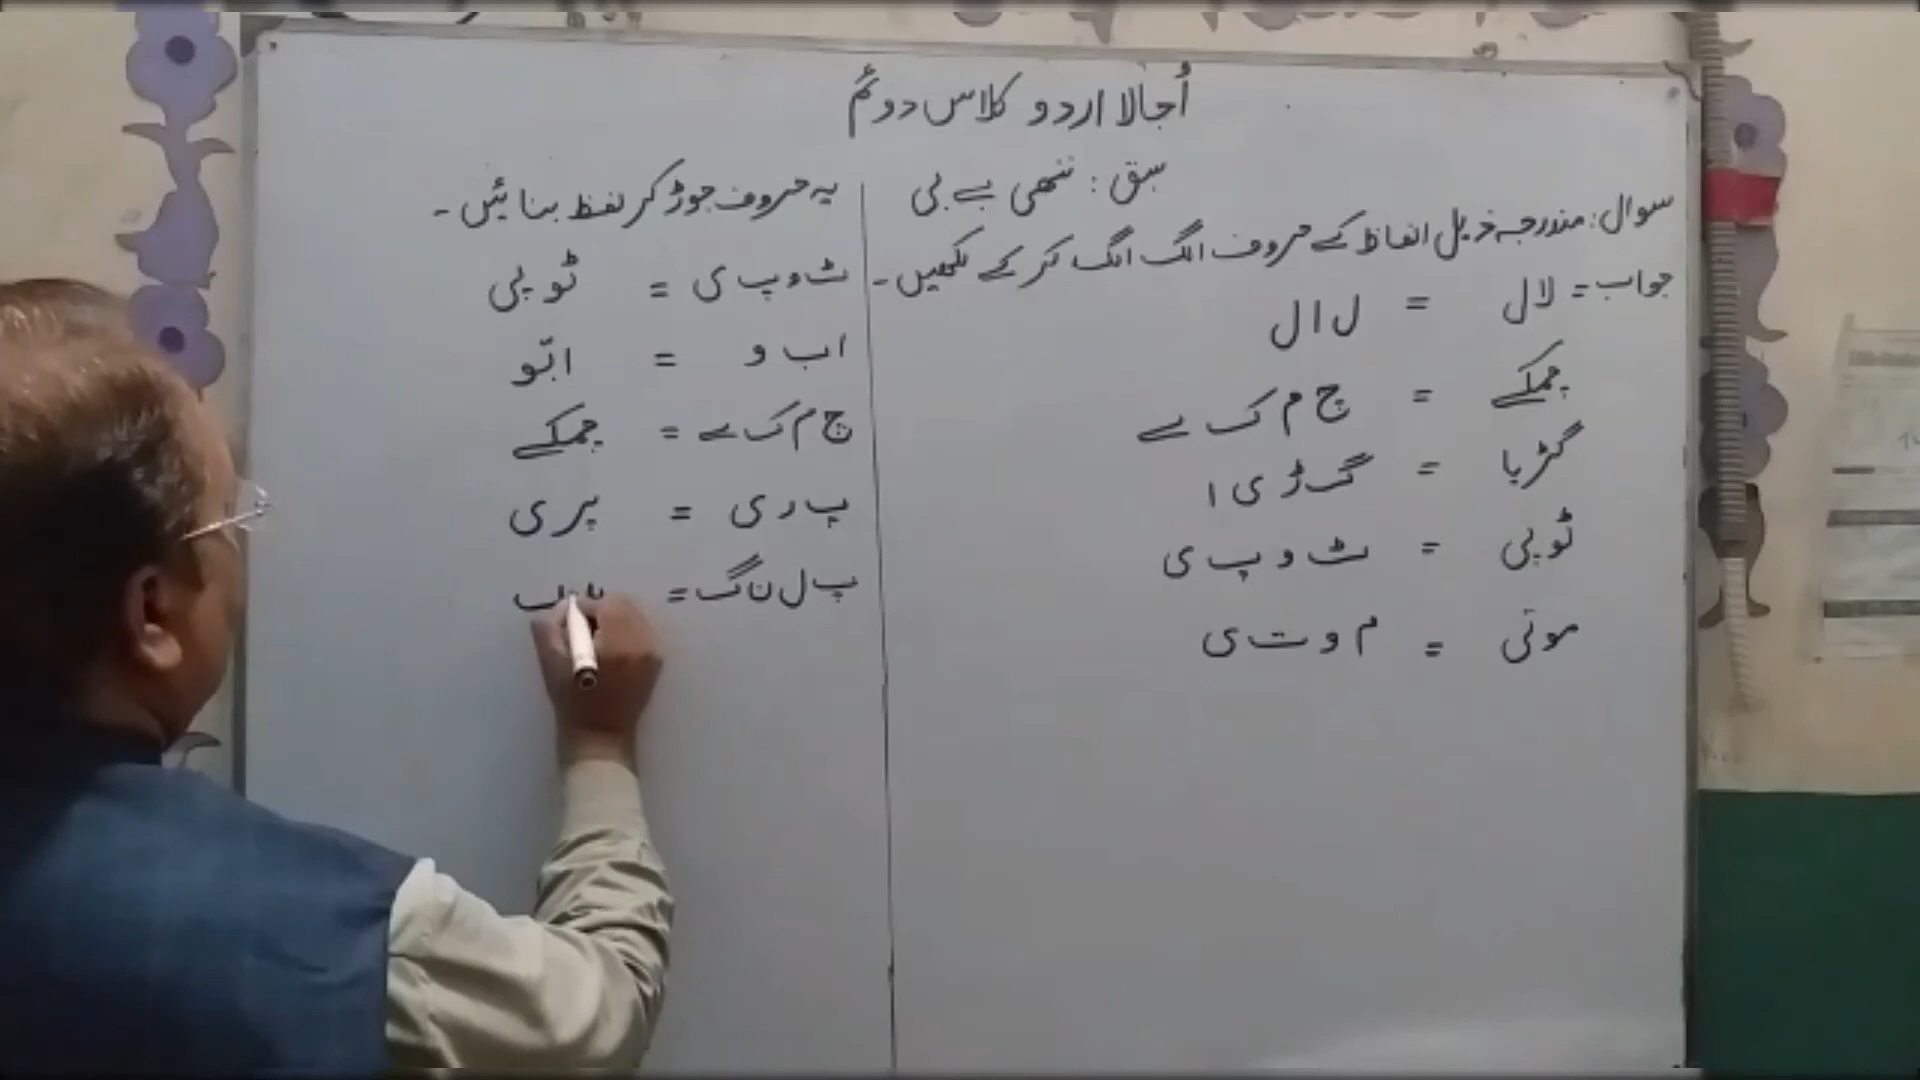 اُجالا اردو کلاس دوئم
سبق : ننھی بے بی
سوال: مندرجہ ذیل الفاظ کے حروف الگ الگ کر کے لکھیں۔
جواب = لال = ل ا ل
چمکے = چ م ک ے
گڑیا = گ ڑ ی ا
ٹوپی = ٹ و پ ی
موتی = م و ت ی
یہ حروف جوڑ کر لفظ بنائیں۔
ٹ و پ ی = ٹوپی
ا ب و = ابّو
چ م ک ے = چمکے
پ ر ی = پری
پ ل ن گ =